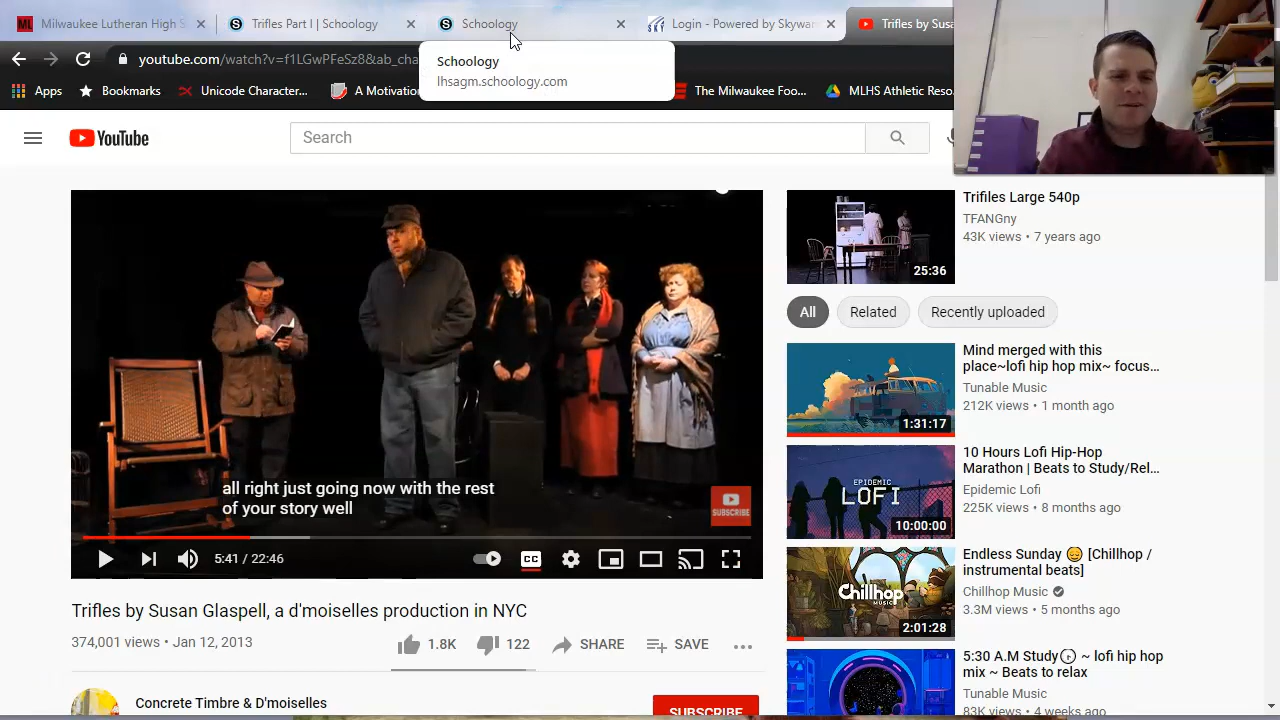 Milwaukee Lutheran High S
Trifles Part I | Schoology
Schoology
Login - Powered by Skywar
Trifles by Susa
youtube.com/watch?v=f1LGwPFeSz8&ab_cha
Schoology
lhsagm.schoology.com
Apps
Bookmarks
Unicode Character...
A Motivatio
The Milwaukee Foo...
MLHS Athletic Reso
YouTube
Search
all right just going now with the rest
of your story well
SUBSCRIBE
5:41 / 22:46
CC
Trifles by Susan Glaspell, a d'moiselles production in NYC
374,001 views • Jan 12, 2013
1.8K
122
SHARE
SAVE
Concrete Timbre & D'moiselles
SUBSCRIBE
25:36
Trifiles Large 540p
TFANGny
43K views • 7 years ago
All
Related
Recently uploaded
1:31:17
Mind merged with this
place~lofi hip hop mix~ focus...
Tunable Music
212K views • 1 month ago
EPIDEMIC
LOFI
10:00:00
10 Hours Lofi Hip-Hop
Marathon | Beats to Study/Rel...
Epidemic Lofi
225K views • 8 months ago
Chillhop
MUSIC
2:01:28
Endless Sunday 😊 [Chillhop /
instrumental beats]
Chillhop Music
3.3M views • 5 months ago
5:30 A.M Study🕠 ~ lofi hip hop
mix ~ Beats to relax
Tunable Music
83K views • 4 weeks ago